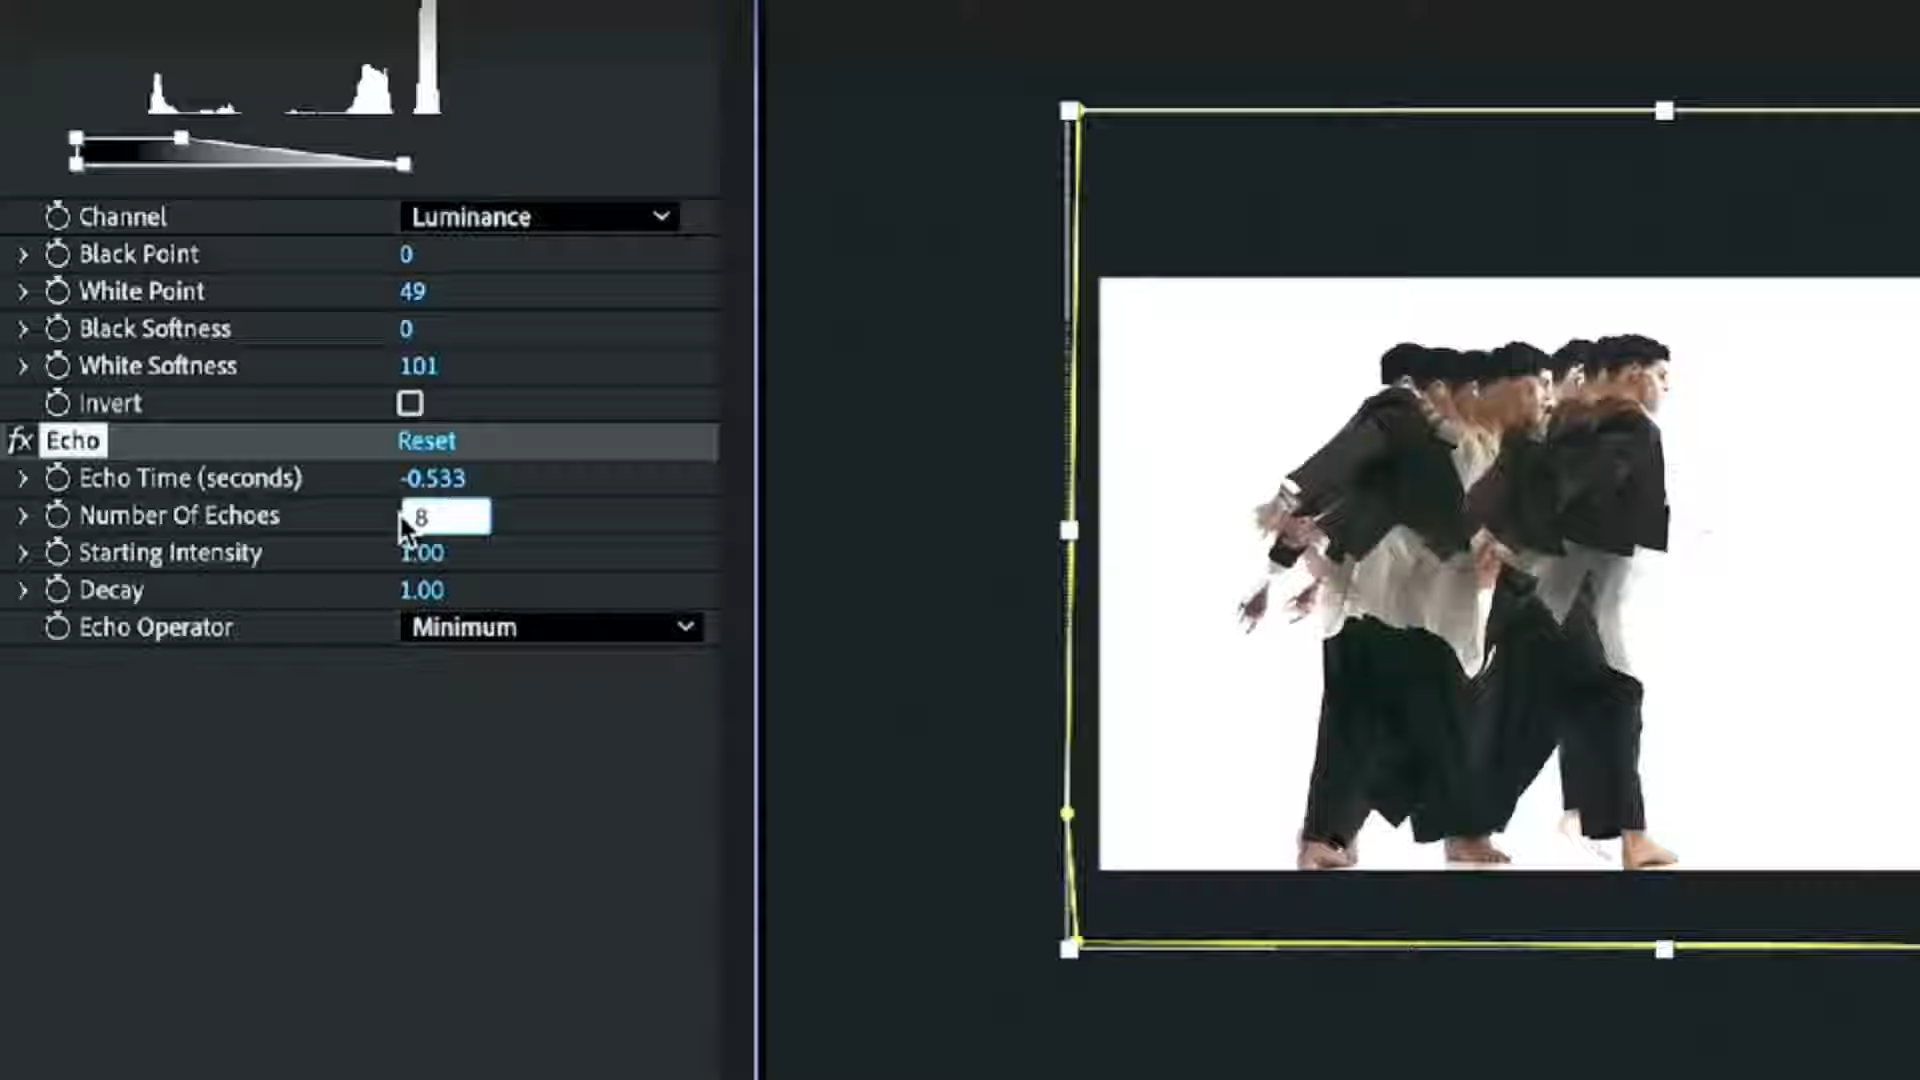 Channel Luminance
Black Point 0
White Point 49
Black Softness 0
White Softness 101
Invert
fx Echo Reset
Echo Time (seconds) -0.533
Number Of Echoes 8
Starting Intensity 1.00
Decay 1.00
Echo Operator Minimum